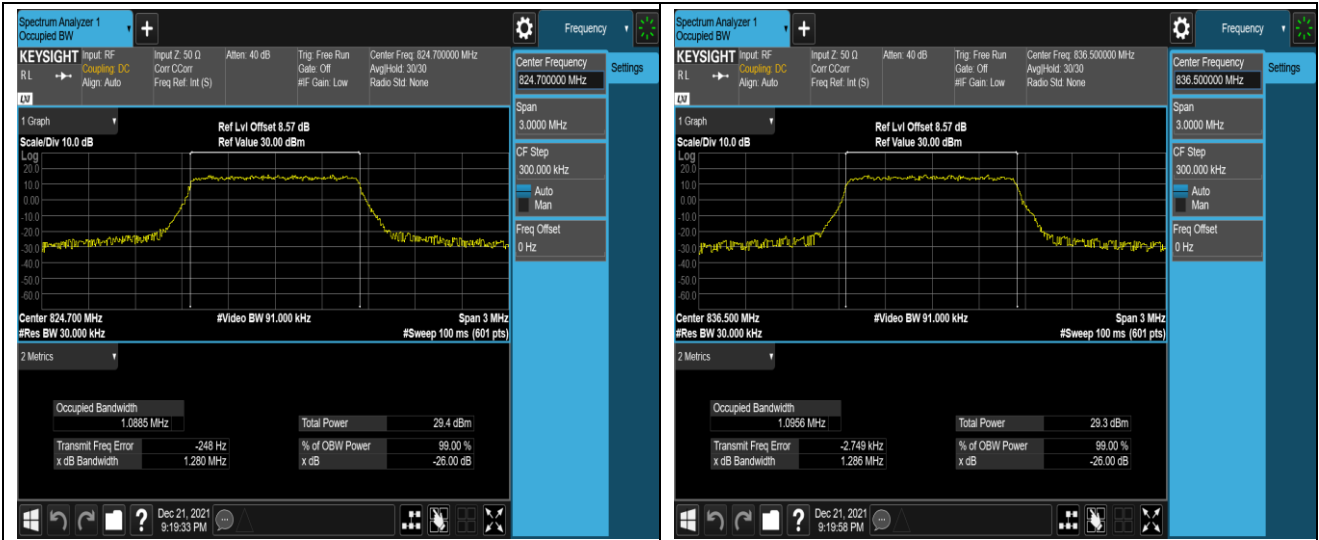 Spectrum Analyzer 1
Occupied BW
+
Frequency
KEYSIGHT
Input: RF
Coupling: DC
Align: Auto
Input Z: 50 Ω
Corr CCorr
Freq Ref: Int (S)
Atten: 40 dB
Trig: Free Run
Gate: Off
#IF Gain: Low
Center Freq: 824.700000 MHz
Avg|Hold: 30/30
Radio Std: None
RL
LXI
Center Frequency
824.700000 MHz
Settings
Span
3.0000 MHz
CF Step
300.000 kHz
Auto
Man
Freq Offset
0 Hz
1 Graph
Scale/Div 10.0 dB
Ref Lvl Offset 8.57 dB
Ref Value 30.00 dBm
Log
20.0
10.0
0.00
-10.0
-20.0
-30.0
-40.0
-50.0
-60.0
Center 824.700 MHz
#Video BW 91.000 kHz
Span 3 MHz
#Res BW 30.000 kHz
#Sweep 100 ms (601 pts)
2 Metrics
Occupied Bandwidth
1.0885 MHz
Total Power 29.4 dBm
Transmit Freq Error -248 Hz
% of OBW Power 99.00 %
x dB Bandwidth 1.280 MHz
x dB -26.00 dB
?
Dec 21, 2021
9:19:33 PM
Spectrum Analyzer 1
Occupied BW
+
Frequency
KEYSIGHT
Input: RF
Coupling: DC
Align: Auto
Input Z: 50 Ω
Corr CCorr
Freq Ref: Int (S)
Atten: 40 dB
Trig: Free Run
Gate: Off
#IF Gain: Low
Center Freq: 836.500000 MHz
Avg|Hold: 30/30
Radio Std: None
RL
LXI
Center Frequency
836.500000 MHz
Settings
Span
3.0000 MHz
CF Step
300.000 kHz
Auto
Man
Freq Offset
0 Hz
1 Graph
Scale/Div 10.0 dB
Ref Lvl Offset 8.57 dB
Ref Value 30.00 dBm
Log
20.0
10.0
0.00
-10.0
-20.0
-30.0
-40.0
-50.0
-60.0
Center 836.500 MHz
#Video BW 91.000 kHz
Span 3 MHz
#Res BW 30.000 kHz
#Sweep 100 ms (601 pts)
2 Metrics
Occupied Bandwidth
1.0956 MHz
Total Power 29.3 dBm
Transmit Freq Error -2.749 kHz
% of OBW Power 99.00 %
x dB Bandwidth 1.286 MHz
x dB -26.00 dB
?
Dec 21, 2021
9:19:58 PM